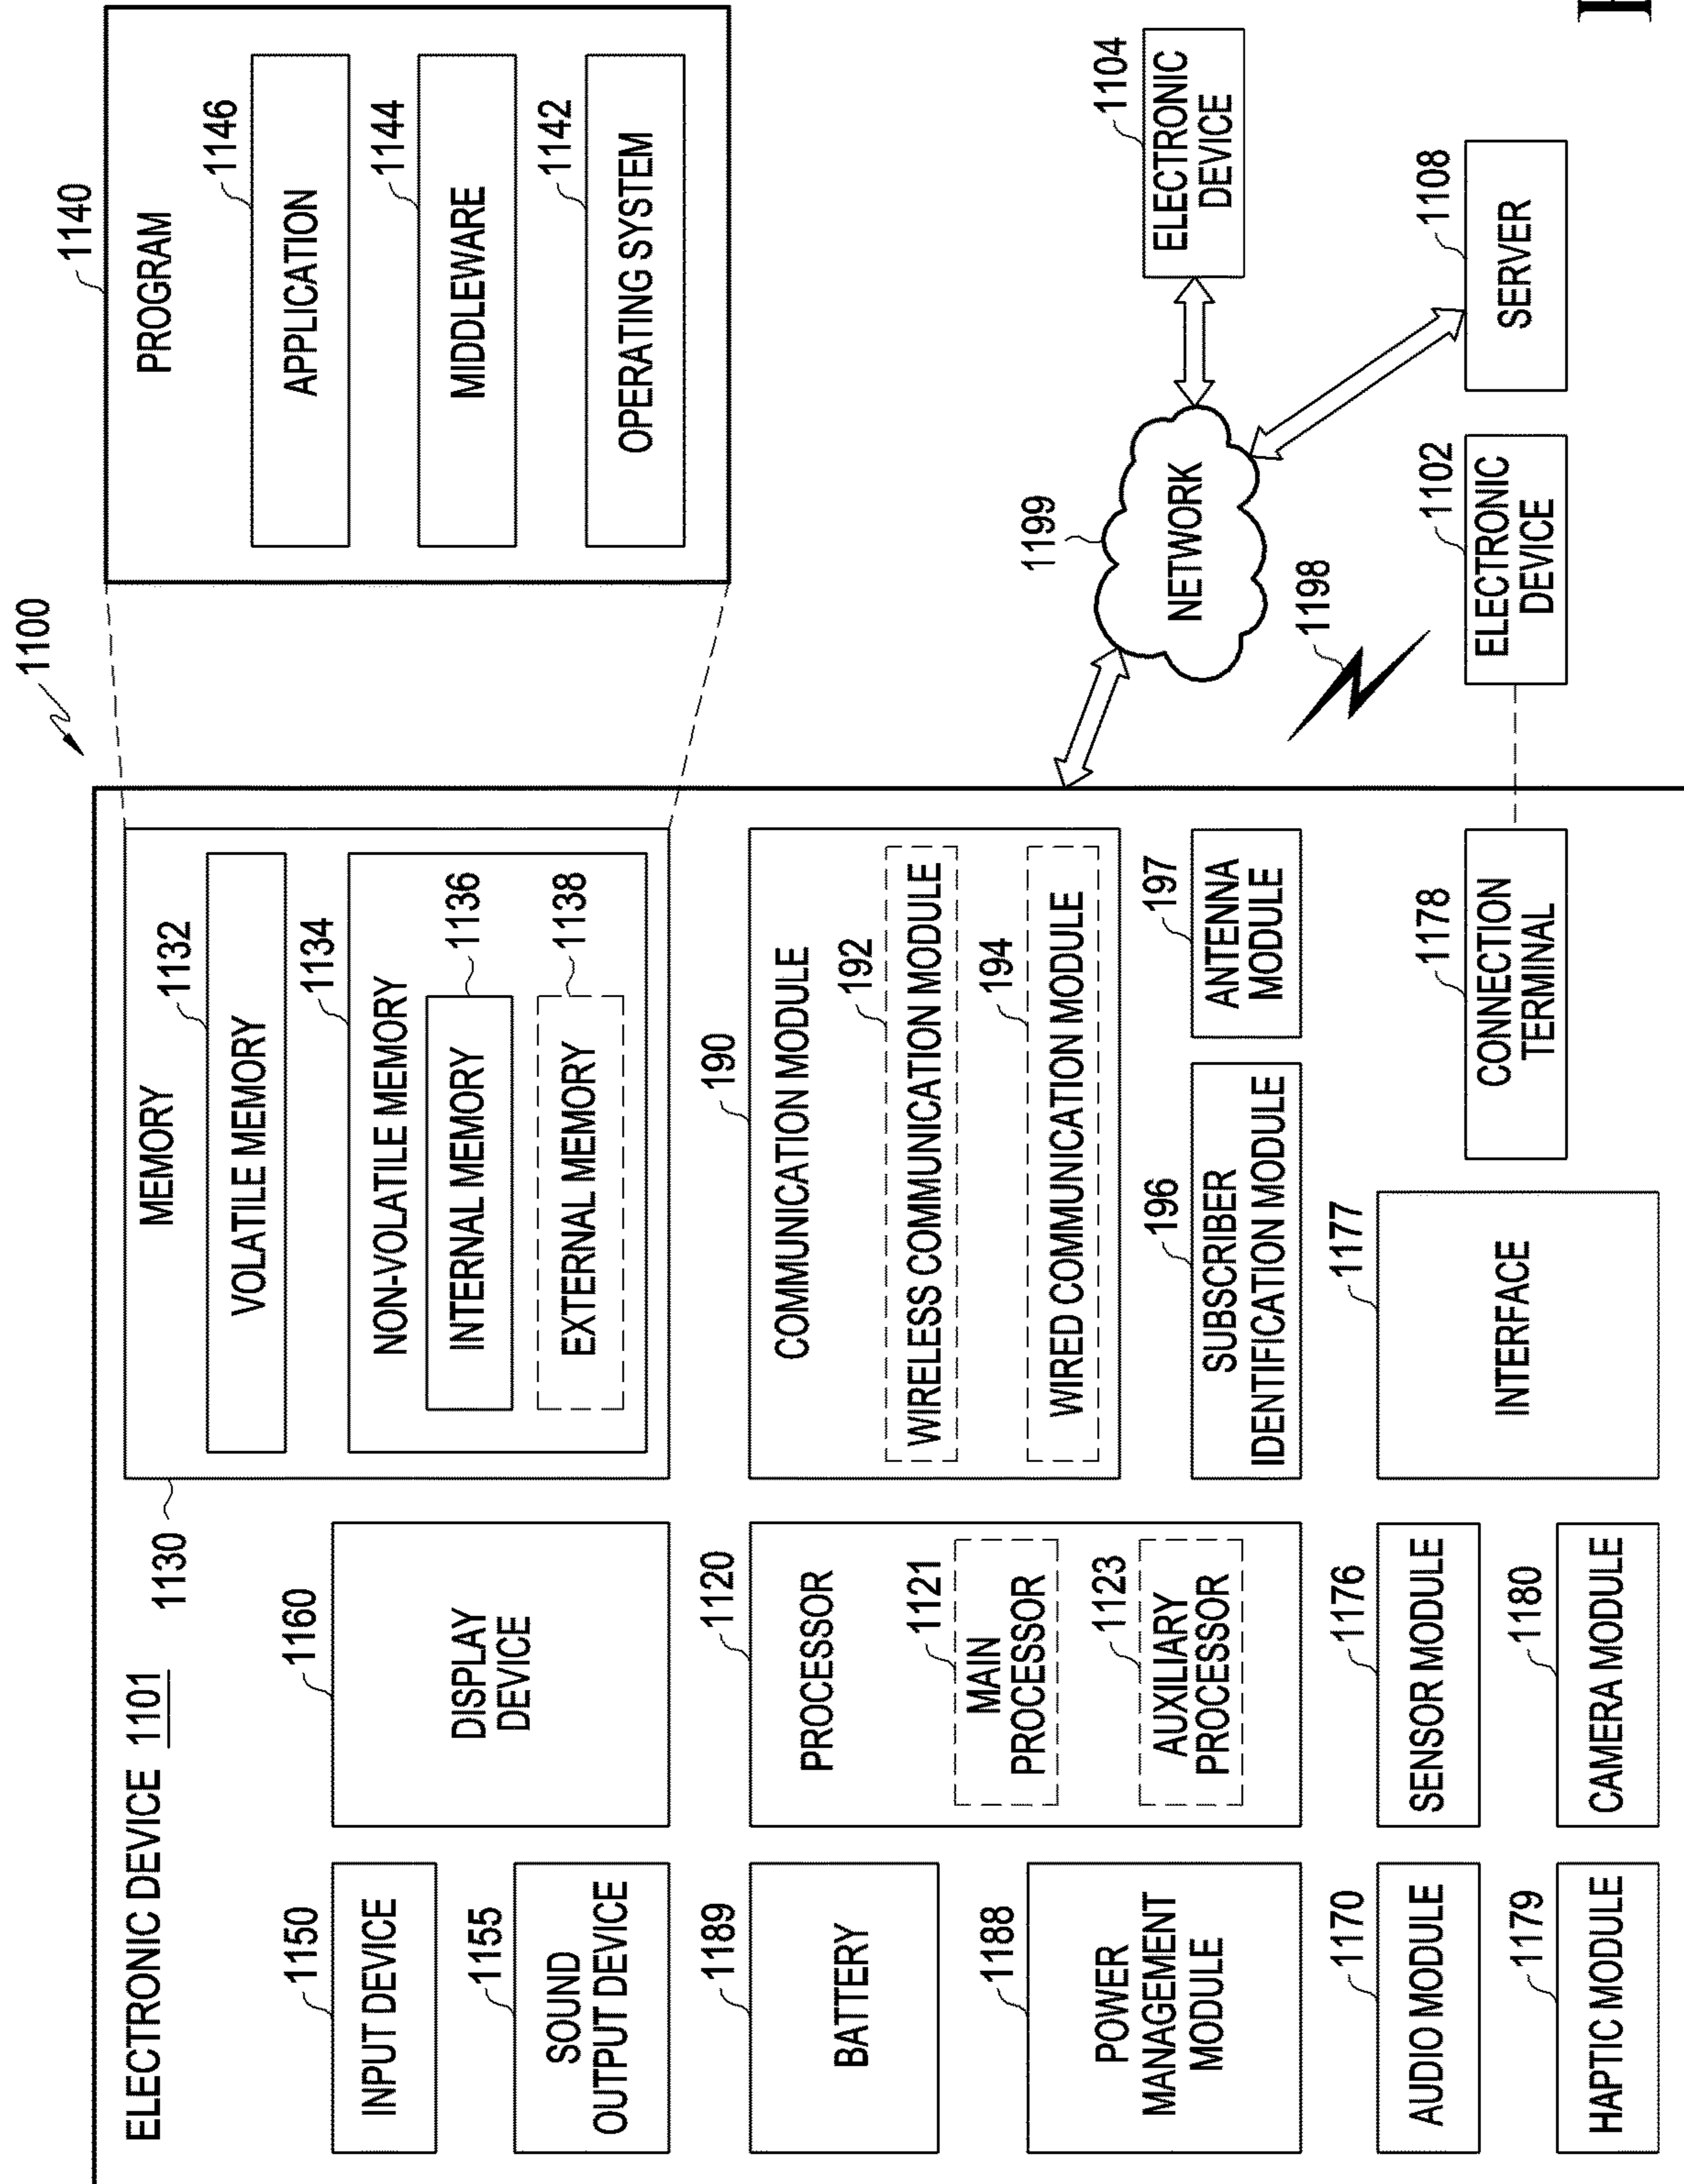 1100
ELECTRONIC DEVICE 1101
1130
MEMORY
VOLATILE MEMORY
1132
NON-VOLATILE MEMORY
1134
INTERNAL MEMORY
1136
EXTERNAL MEMORY
1138
1140
PROGRAM
APPLICATION
1146
MIDDLEWARE
1144
OPERATING SYSTEM
1142
1150
INPUT DEVICE
1155
SOUND
OUTPUT DEVICE
1160
DISPLAY
DEVICE
1189
BATTERY
1188
POWER
MANAGEMENT
MODULE
1120
PROCESSOR
1121
MAIN
PROCESSOR
1123
AUXILIARY
PROCESSOR
190
COMMUNICATION MODULE
192
WIRELESS COMMUNICATION MODULE
194
WIRED COMMUNICATION MODULE
196
SUBSCRIBER
IDENTIFICATION MODULE
197
ANTENNA
MODULE
1199
NETWORK
1104
ELECTRONIC
DEVICE
1198
1170
AUDIO MODULE
1176
SENSOR MODULE
1177
INTERFACE
1178
CONNECTION
TERMINAL
1102
ELECTRONIC
DEVICE
1108
SERVER
1179
HAPTIC MODULE
1180
CAMERA MODULE